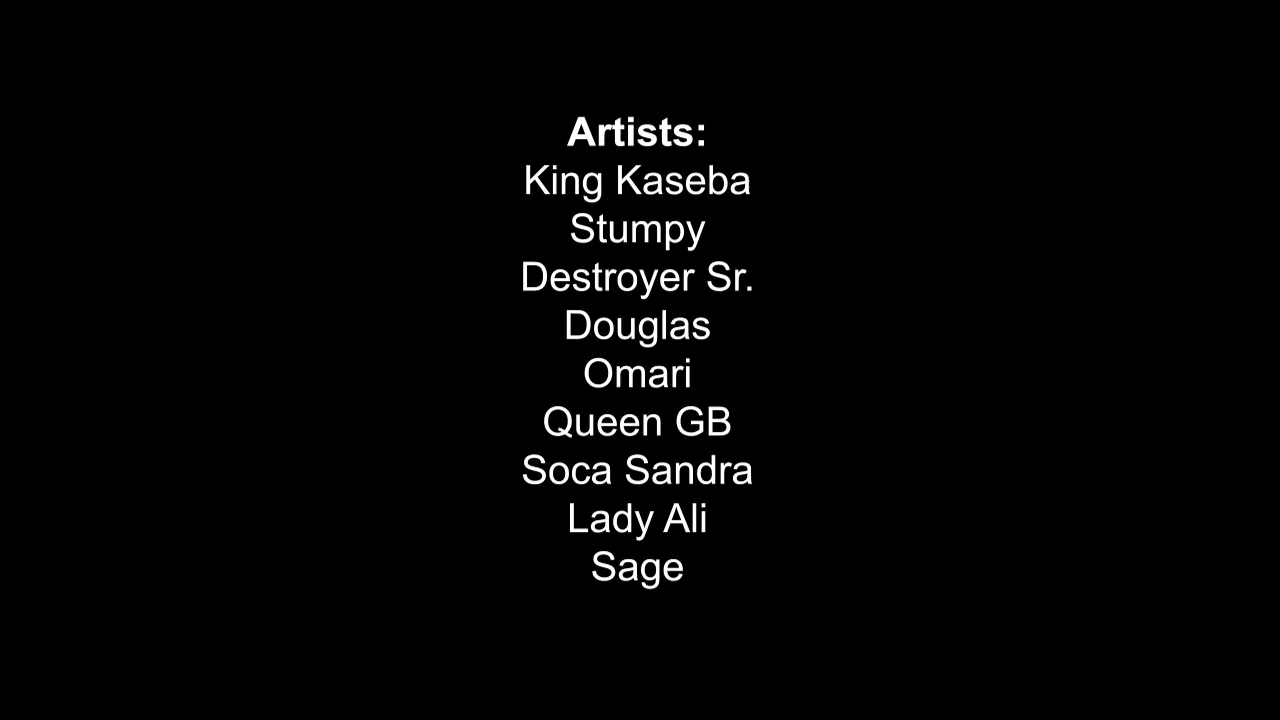 Artists:
King Kaseba
Stumpy
Destroyer Sr.
Douglas
Omari
Queen GB
Soca Sandra
Lady Ali
Sage